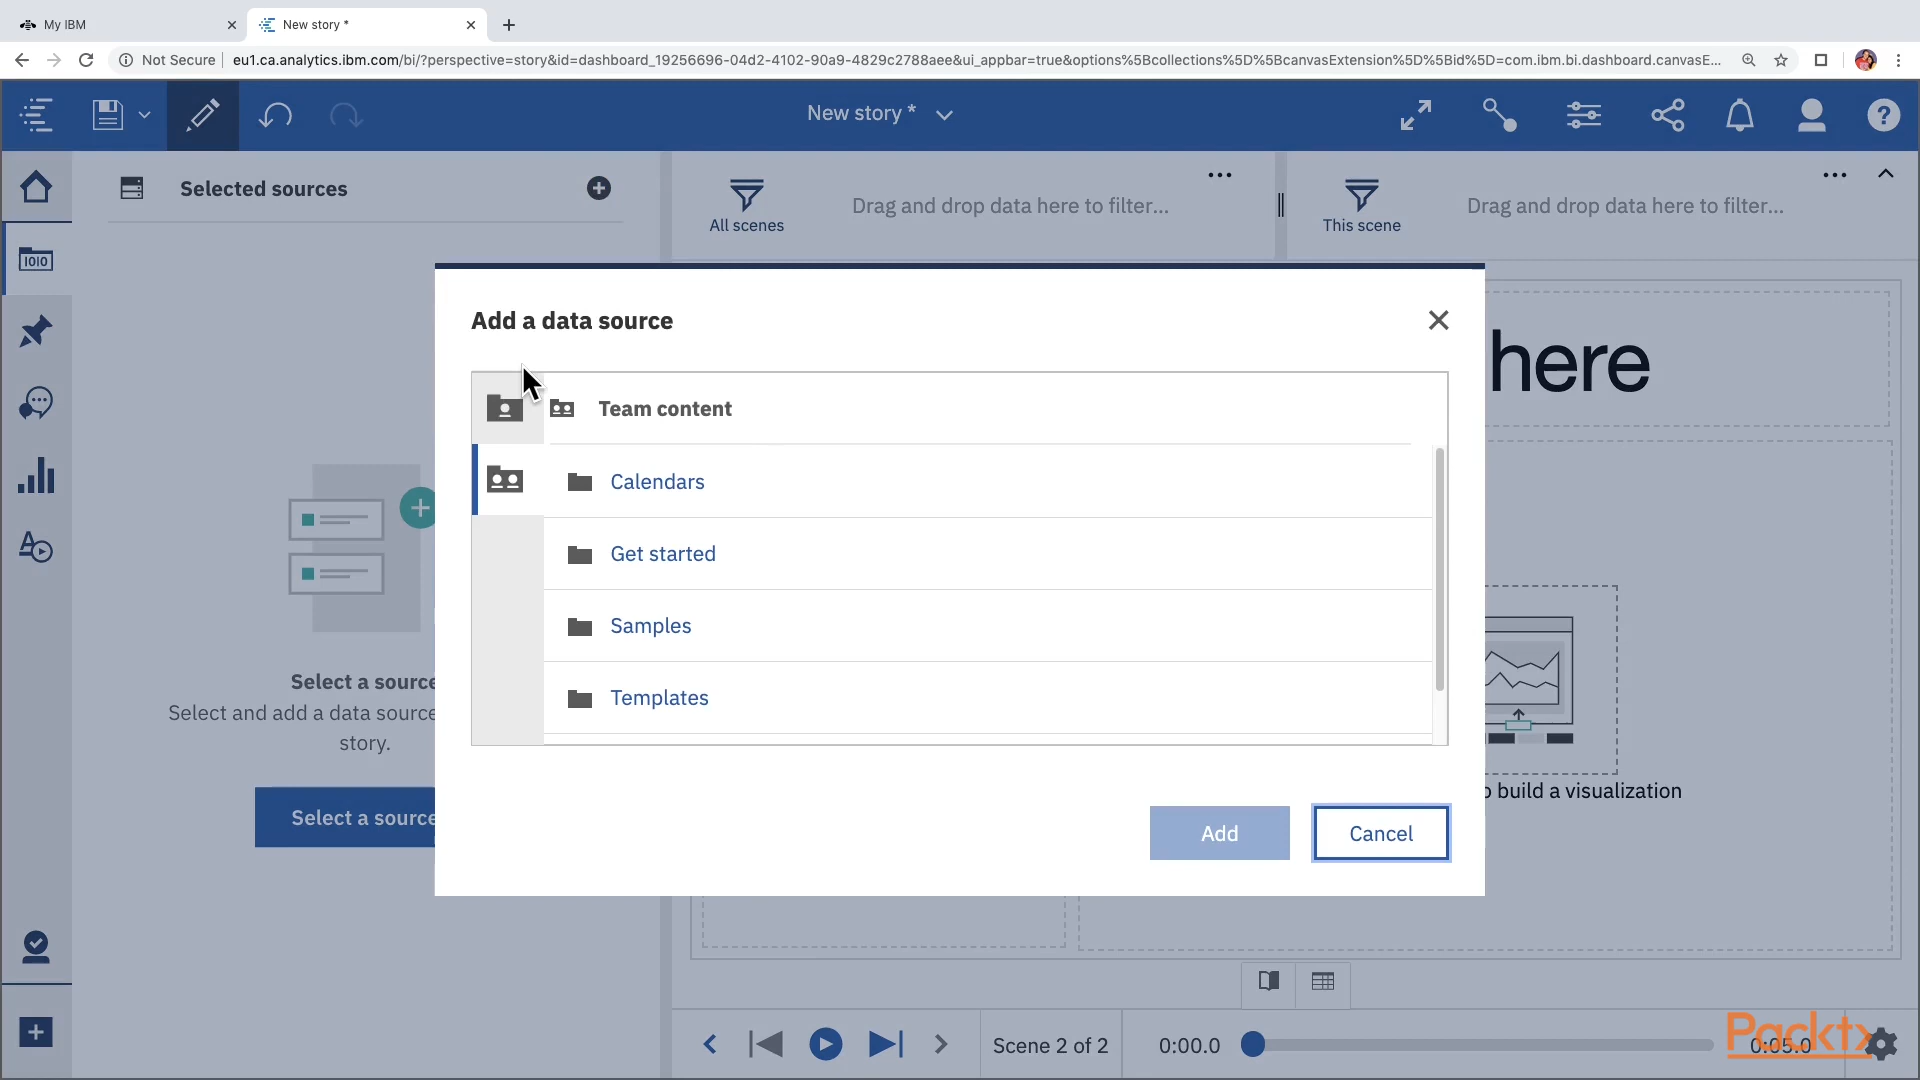 My IBM
New story *
Not Secure
eu1.ca.analytics.ibm.com/bi/?perspective=story&id=dashboard_19256696-04d2-4102-90a9-4829c2788aee&ui_appbar=true&options%5Bcollections%5D%5BcanvasExtension%5D%5Bid%5D=com.ibm.bi.dashboard.canvasE...
New story *
Selected sources
All scenes
Drag and drop data here to filter...
This scene
Drag and drop data here to filter...
here
Add a data source
Team content
Calendars
Get started
Samples
Templates
Select a source
Select and add a data source
story.
Select a source
Add
Cancel
o build a visualization
Scene 2 of 2
0:00.0
0:05.0
Packt